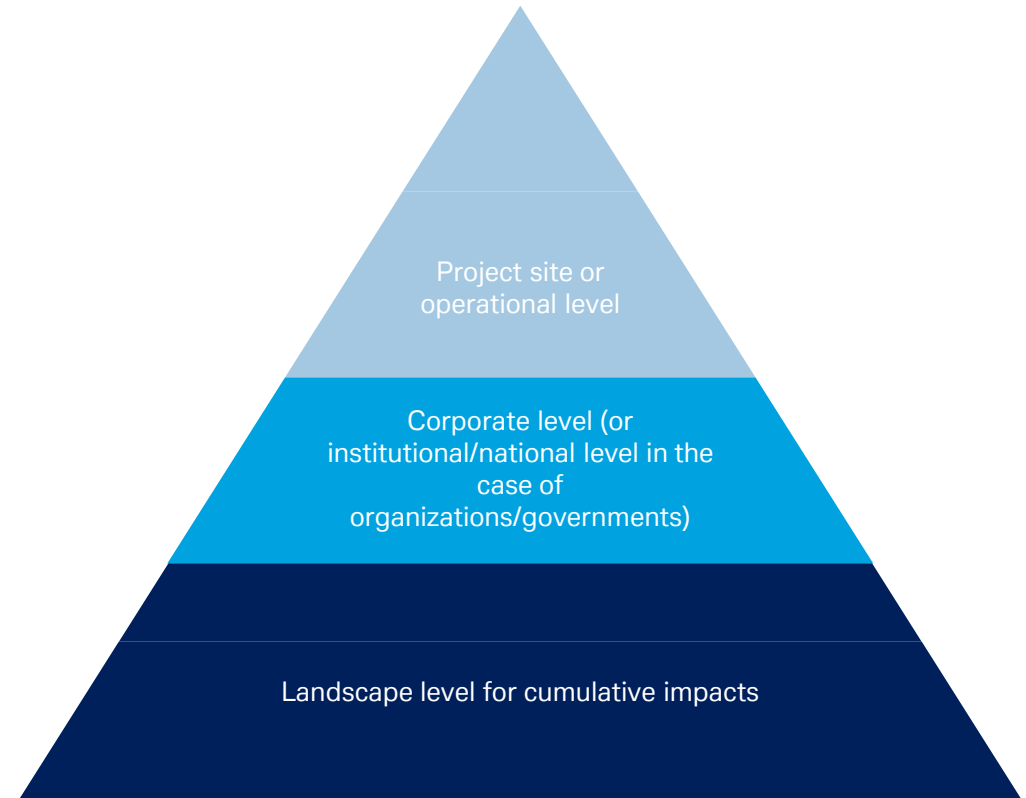 Project site or
operational level
Corporate level (or
institutional/national level in the
case of
organizations/governments)
Landscape level for cumulative impacts